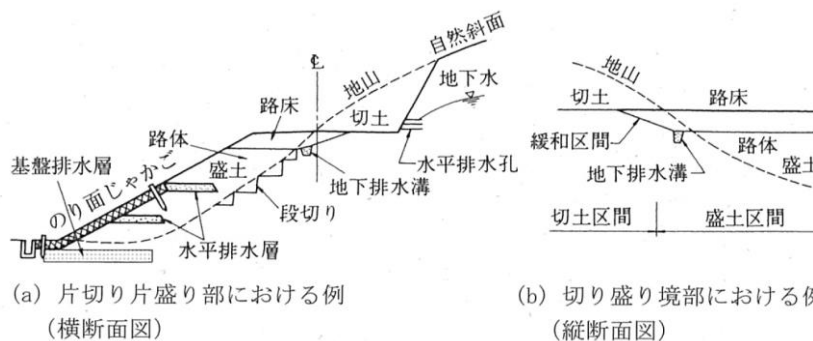 自然斜面
℄
地山
地下水
路床
切土
路体
基盤排水層
盛土
水平排水孔
地下排水溝
のり面じゃかご
段切り
水平排水層
(a) 片切り片盛り部における例
(横断面図)
地山
切土
路床
緩和区間
路体
地下排水溝
盛土
切土区間
盛土区間
(b) 切り盛り境部における例
(縦断面図)